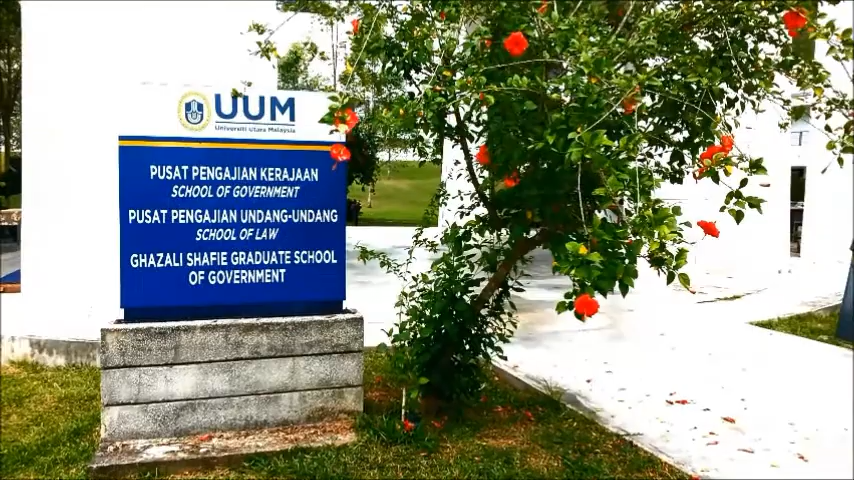 UUM
Universiti Utara Malaysia
PUSAT PENGAJIAN KERAJAAN
SCHOOL OF GOVERNMENT
PUSAT PENGAJIAN UNDANG-UNDANG
SCHOOL OF LAW
GHAZALI SHAFIE GRADUATE SCHOOL
OF GOVERNMENT